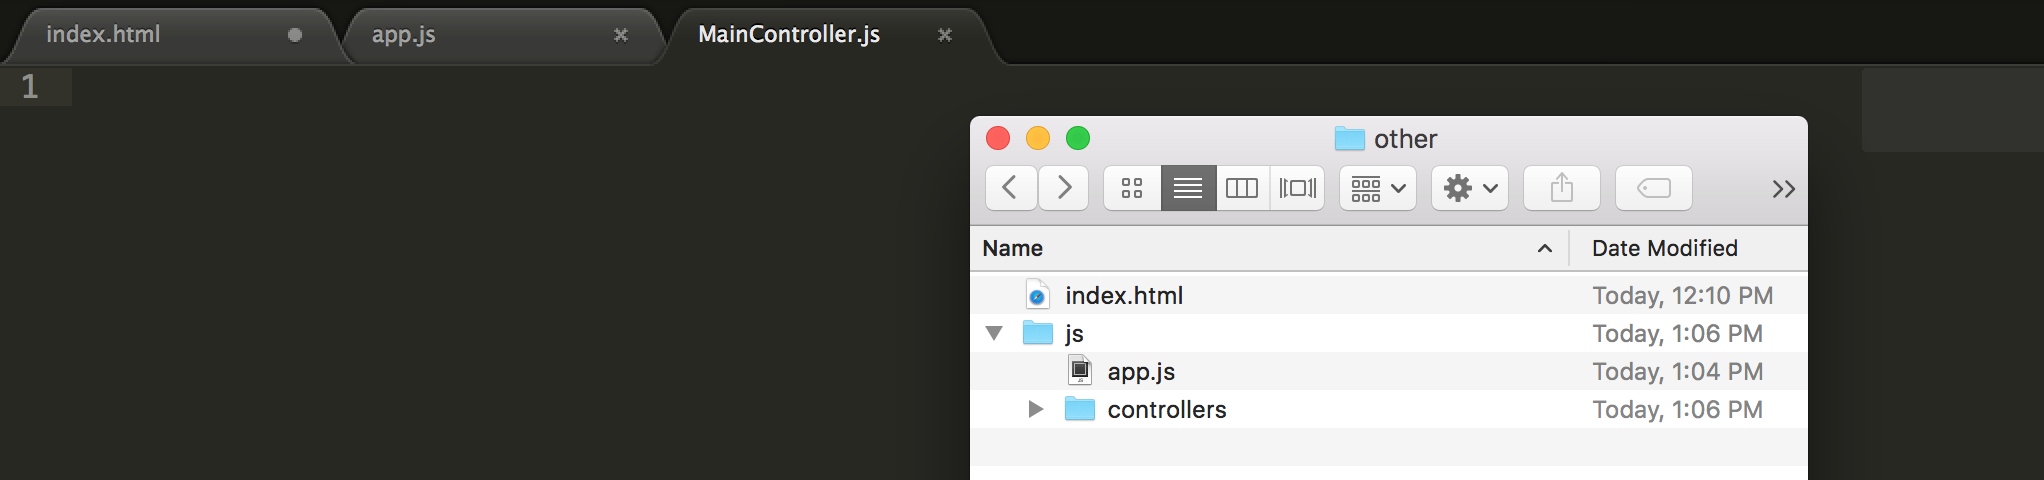 index.html app.js MainController.js
1
other
Name Date Modified
index.html Today, 12:10 PM
js Today, 1:06 PM
app.js Today, 1:04 PM
controllers Today, 1:06 PM